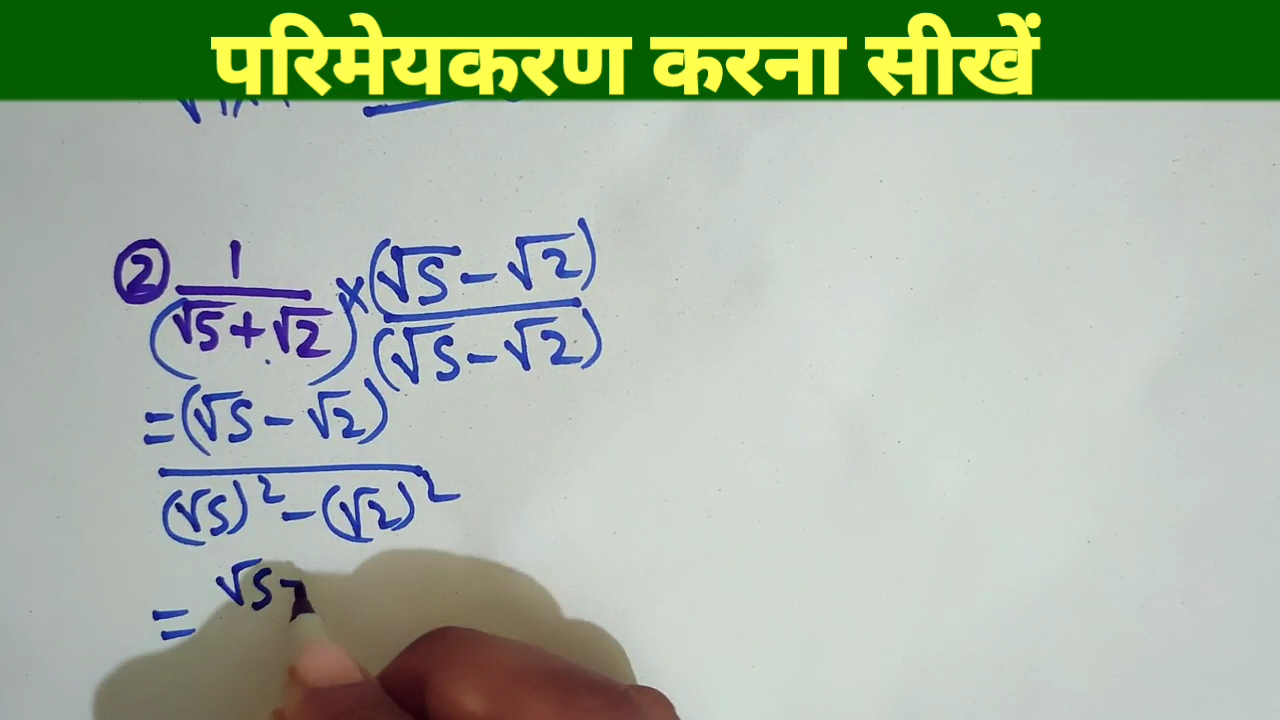 परिमेयकरण करना सीखें
② 1/(√5+√2) × (√5-√2)/(√5-√2)
= (√5-√2)
(√5)² - (√2)²
= √5-